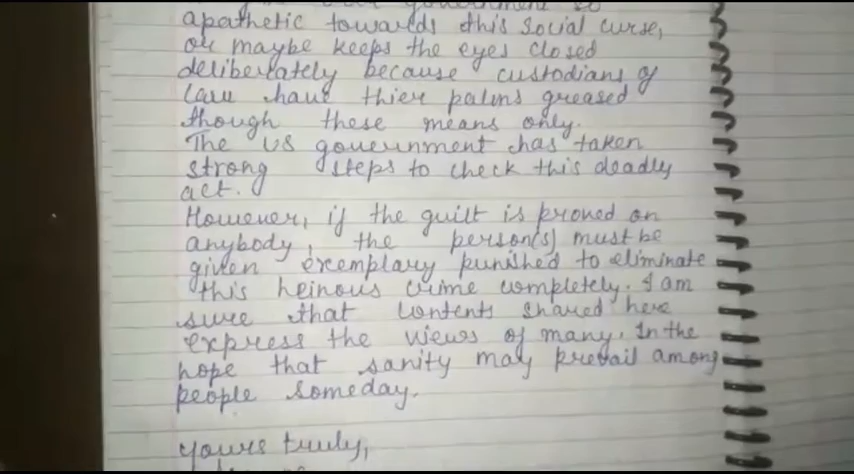 government so
apathetic towards this social curse,
or maybe keeps the eyes closed
deliberately because custodians of
law have thier palms greased
though these means only.
The US government has taken
strong steps to check this deadly
act.
However, if the guilt is proved on
anybody, the person(s) must be
given exemplary punished to eliminate
this heinous crime completely. I am
sure that contents shared here
express the views of many. In the
hope that sanity may prevail among
people someday.
Yours truly,